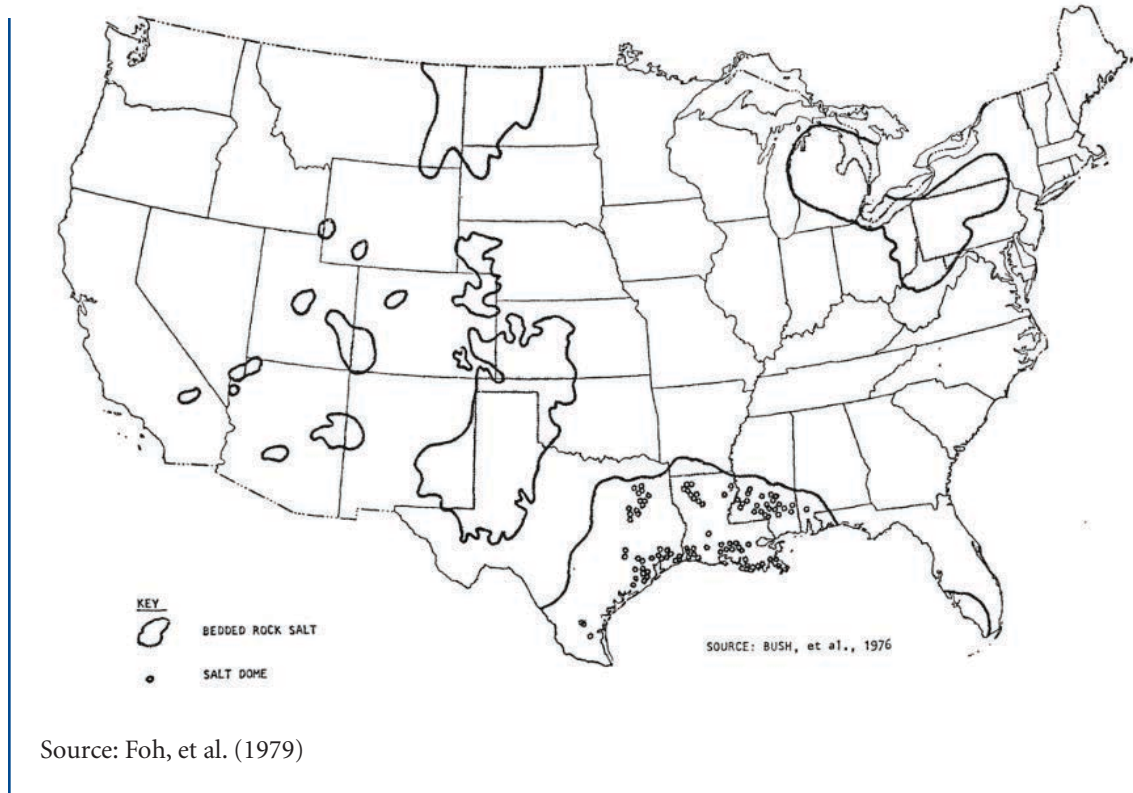 KEY
BEDDED ROCK SALT
SALT DOME
SOURCE: BUSH, et al., 1976
Source: Foh, et al. (1979)